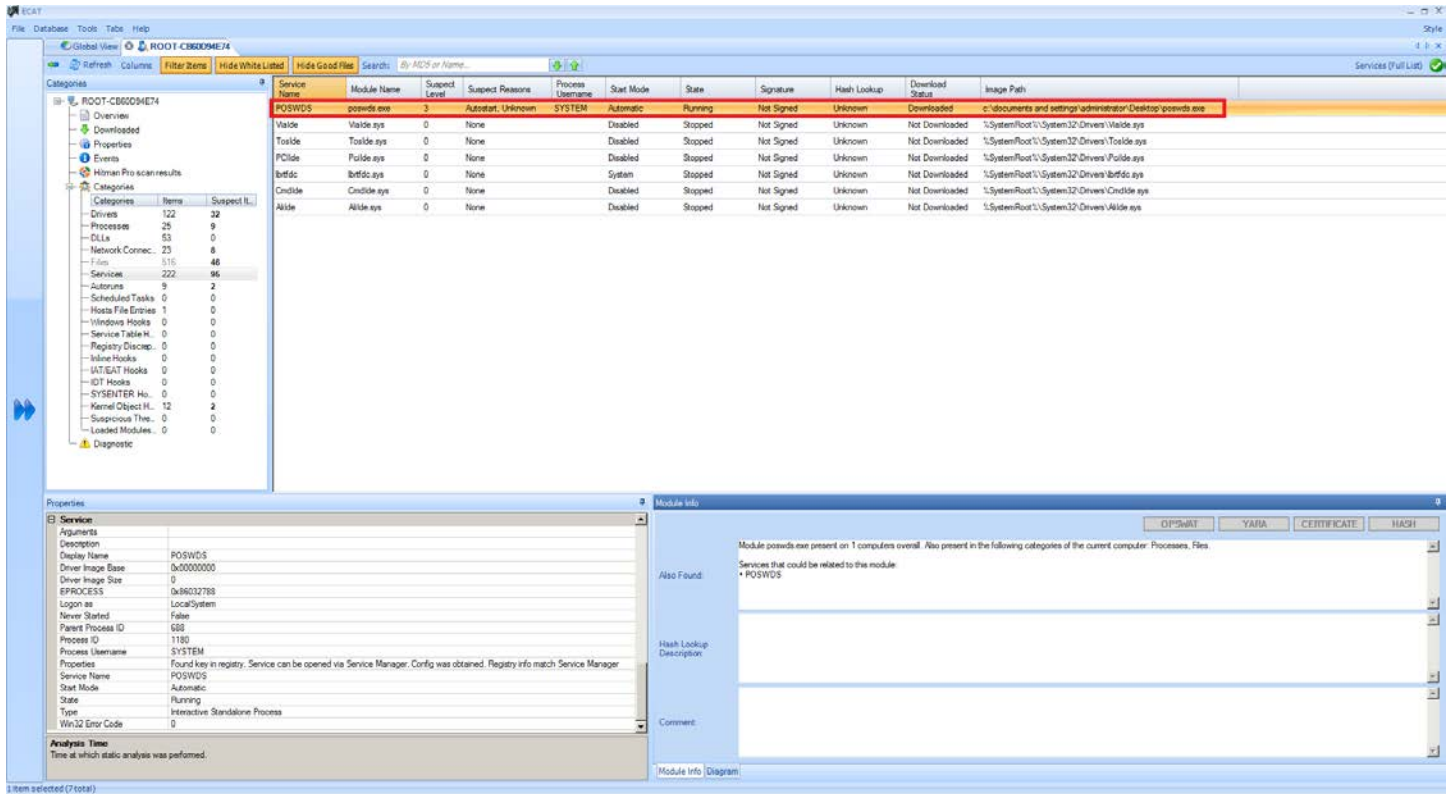 ECAT
File Database Tools Tabs Help
Style
Global View ROOT-CB60D94E74
Refresh Columns Filter Items Hide White Listed Hide Good Files Search: By MD5 or Name...
Services (Full List)
Categories
ROOT-CB60D94E74
Overview
Downloaded
Properties
Events
Hitman Pro scan results
Categories
Categories Items Suspect It...
Drivers 122 32
Processes 25 9
DLLs 53 0
Network Connec... 23 8
Files 516 46
Services 222 96
Autoruns 9 2
Scheduled Tasks 0 0
Hosts File Entries 1 0
Windows Hooks 0 0
Service Table H... 0 0
Registry Discrep... 0 0
Inline Hooks 0 0
IAT/EAT Hooks 0 0
IDT Hooks 0 0
SYSENTER Ho... 0 0
Kernel Object H... 12 2
Suspicious Thre... 0 0
Loaded Modules... 0 0
Diagnostic
Service Name Module Name Suspect Level Suspect Reasons Process Username Start Mode State Signature Hash Lookup Download Status Image Path
POSWDS poswds.exe 3 Autostart, Unknown SYSTEM Automatic Running Not Signed Unknown Downloaded c:\documents and settings\administrator\Desktop\poswds.exe
ViaIde ViaIde.sys 0 None Disabled Stopped Not Signed Unknown Not Downloaded %SystemRoot%\System32\Drivers\ViaIde.sys
TosIde TosIde.sys 0 None Disabled Stopped Not Signed Unknown Not Downloaded %SystemRoot%\System32\Drivers\TosIde.sys
PCIIde PciIde.sys 0 None Disabled Stopped Not Signed Unknown Not Downloaded %SystemRoot%\System32\Drivers\PciIde.sys
lbrtfdc lbrtfdc.sys 0 None System Stopped Not Signed Unknown Not Downloaded %SystemRoot%\System32\Drivers\lbrtfdc.sys
CmdIde CmdIde.sys 0 None Disabled Stopped Not Signed Unknown Not Downloaded %SystemRoot%\System32\Drivers\CmdIde.sys
AliIde AliIde.sys 0 None Disabled Stopped Not Signed Unknown Not Downloaded %SystemRoot%\System32\Drivers\AliIde.sys
Properties
Service
Arguments
Description
Display Name POSWDS
Driver Image Base 0x00000000
Driver Image Size 0
EPROCESS 0x86032788
Logon as LocalSystem
Never Started False
Parent Process ID 688
Process ID 1180
Process Username SYSTEM
Properties Found key in registry. Service can be opened via Service Manager. Config was obtained. Registry info match Service Manager
Service Name POSWDS
Start Mode Automatic
State Running
Type Interactive Standalone Process
Win32 Error Code 0
Analysis Time
Time at which static analysis was performed.
Module Info
OPSWAT YARA CERTIFICATE HASH
Also Found:
Module poswds.exe present on 1 computers overall. Also present in the following categories of the current computer: Processes, Files.
Services that could be related to this module:
• POSWDS
Hash Lookup Description:
Comment:
Module Info Diagram
1 item selected (7 total)